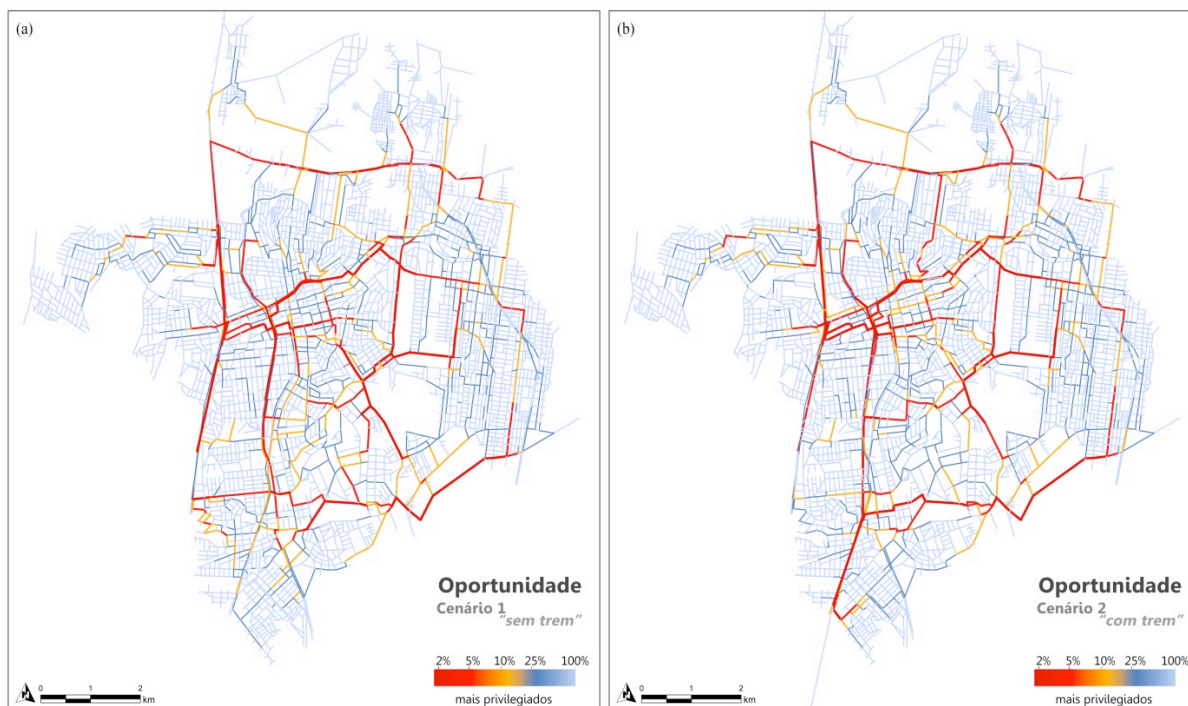 (a)
Oportunidade
Cenário 1
"sem trem"
2% 5% 10% 25% 100%
mais privilegiados
0 1 2
km
(b)
Oportunidade
Cenário 2
"com trem"
2% 5% 10% 25% 100%
mais privilegiados
0 1 2
km